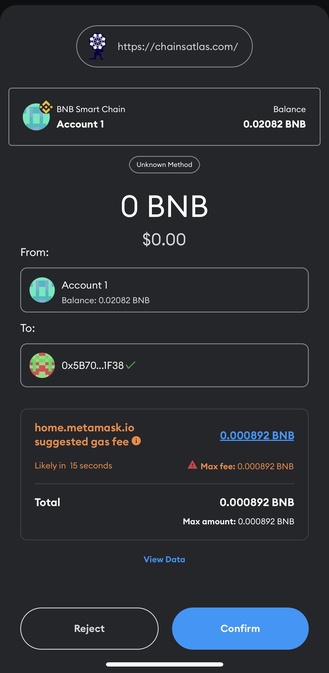 https://chainsatlas.com/
BNB Smart Chain
Balance
Account 1
0.02082 BNB
Unknown Method
0 BNB
$0.00
From:
Account 1
Balance: 0.02082 BNB
To:
0x5B70...1F38
home.metamask.io
suggested gas fee
0.000892 BNB
Likely in 15 seconds
Max fee: 0.000892 BNB
Total
0.000892 BNB
Max amount: 0.000892 BNB
View Data
Reject
Confirm